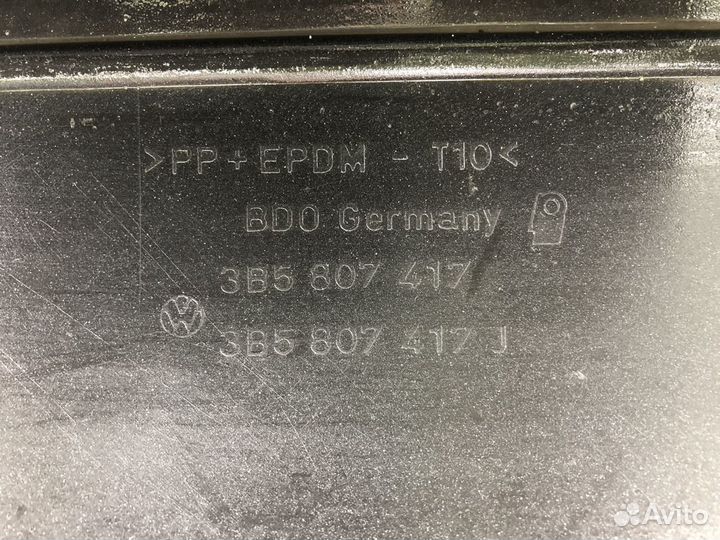 >PP + EPDM - T10<
BDO Germany
3B5 807 417
3B5 807 417 J
Avito